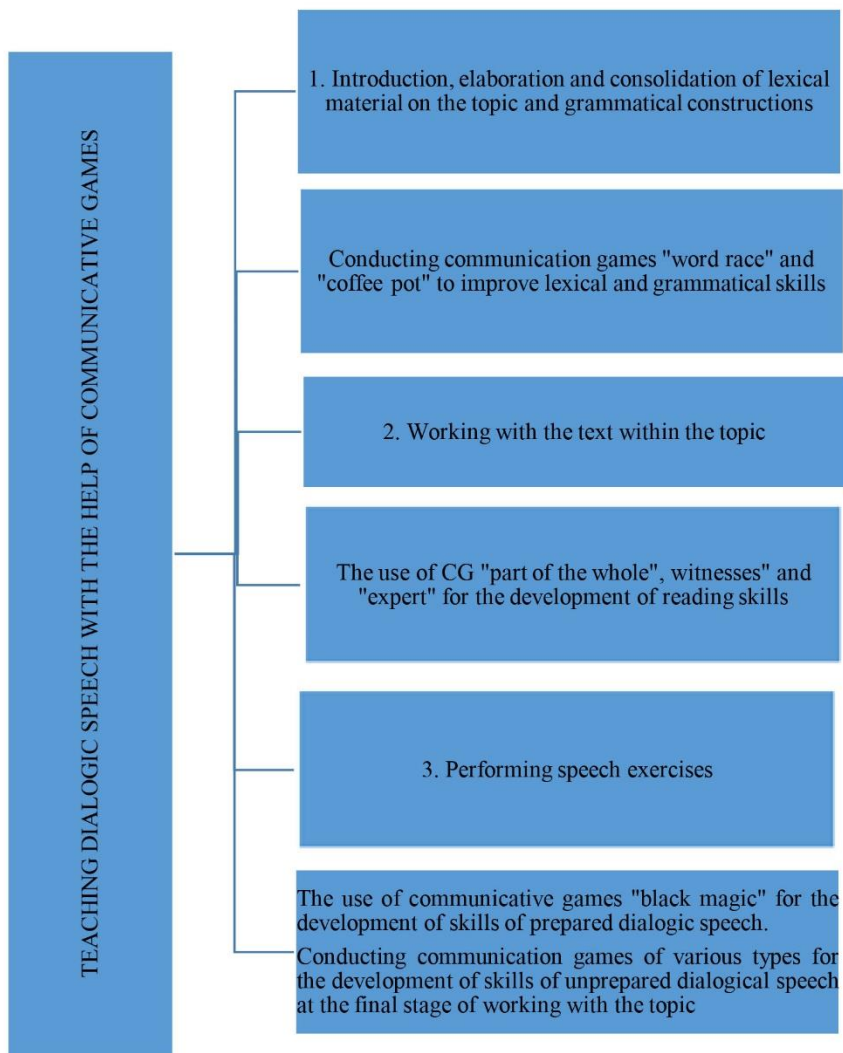 TEACHING DIALOGIC SPEECH WITH THE HELP OF COMMUNICATIVE GAMES
1. Introduction, elaboration and consolidation of lexical
material on the topic and grammatical constructions
Conducting communication games "word race" and
"coffee pot" to improve lexical and grammatical skills
2. Working with the text within the topic
The use of CG "part of the whole", witnesses" and
"expert" for the development of reading skills
3. Performing speech exercises
The use of communicative games "black magic" for the
development of skills of prepared dialogic speech.
Conducting communication games of various types for
the development of skills of unprepared dialogical speech
at the final stage of working with the topic